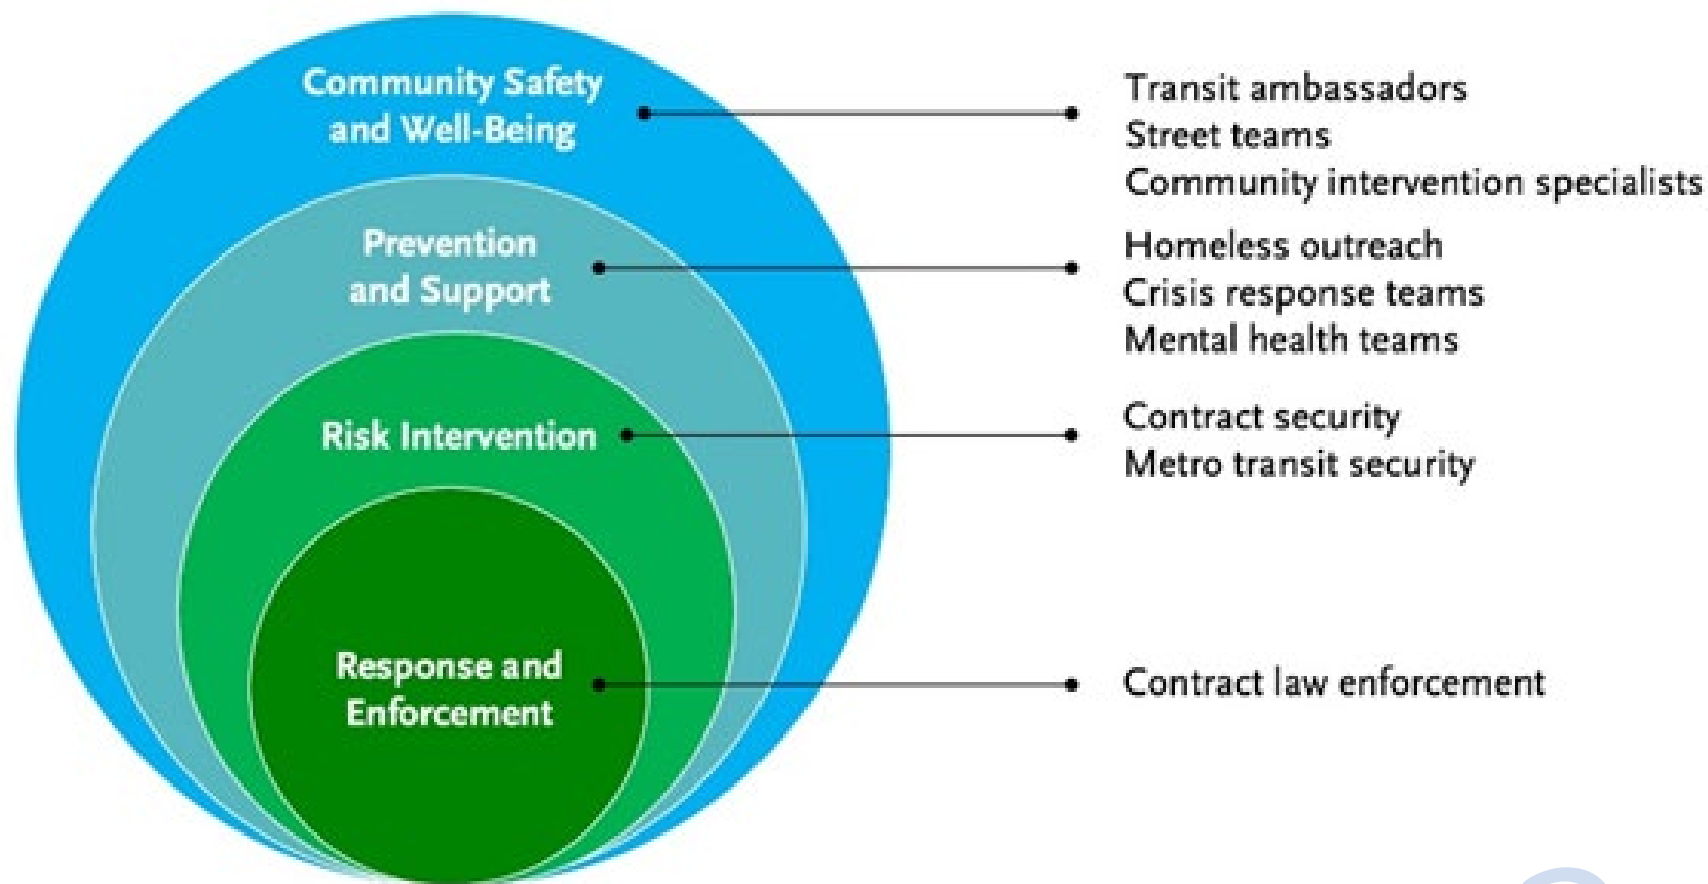 Community Safety
and Well-Being
Transit ambassadors
Street teams
Community intervention specialists
Prevention
and Support
Homeless outreach
Crisis response teams
Mental health teams
Risk Intervention
Contract security
Metro transit security
Response and
Enforcement
Contract law enforcement